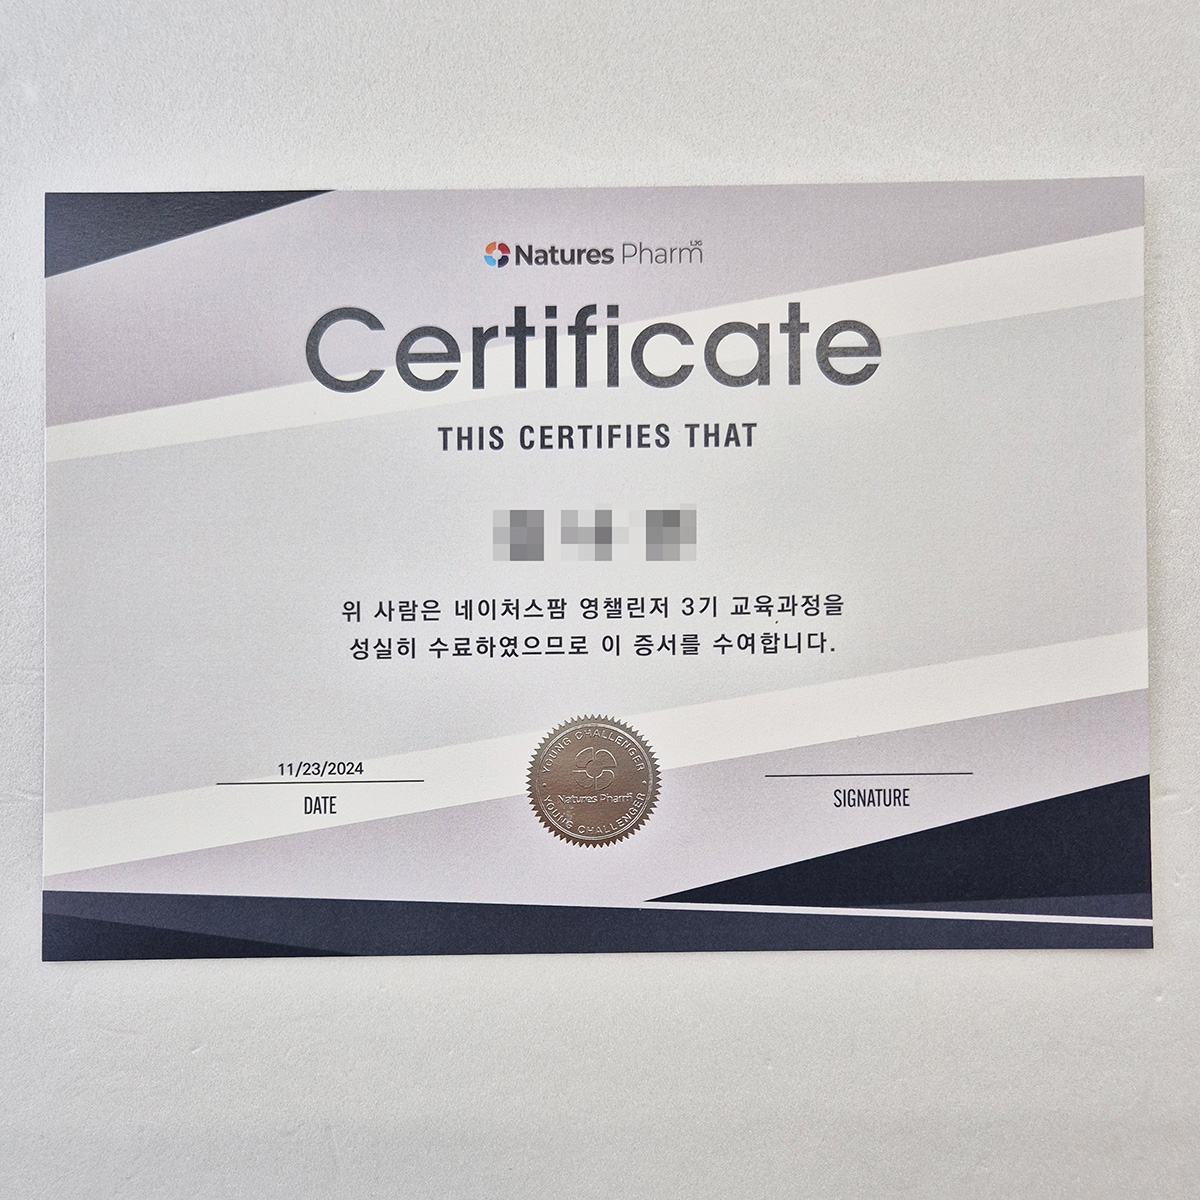 Natures Pharm LJG
Certificate
THIS CERTIFIES THAT
위 사람은 네이처스팜 영챌린저 3기 교육과정을
성실히 수료하였으므로 이 증서를 수여합니다.
11/23/2024
DATE
YOUNG CHALLENGER
Natures Pharm
YOUNG CHALLENGER
SIGNATURE